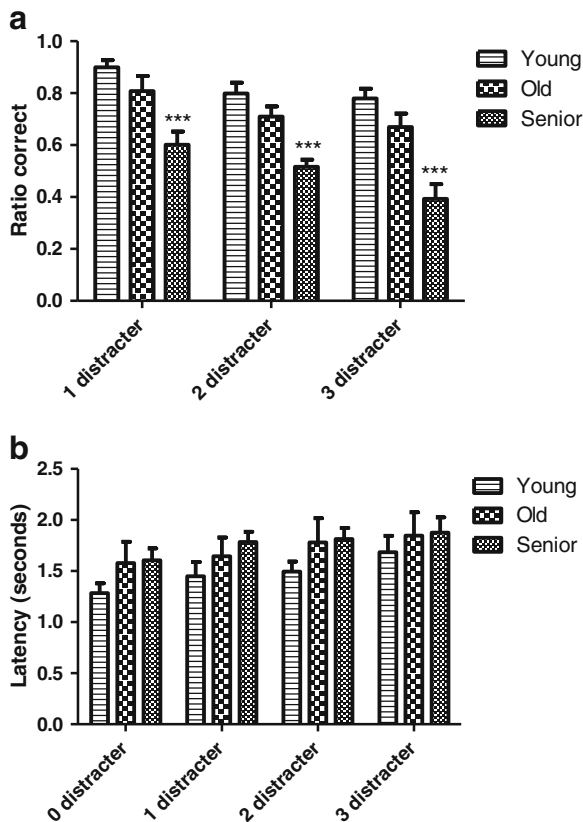 a
Ratio correct
1.0
0.8
0.6
0.4
0.2
0.0
***
***
***
1 distracter
2 distracter
3 distracter
Young
Old
Senior
b
Latency (seconds)
2.5
2.0
1.5
1.0
0.5
0.0
0 distracter
1 distracter
2 distracter
3 distracter
Young
Old
Senior